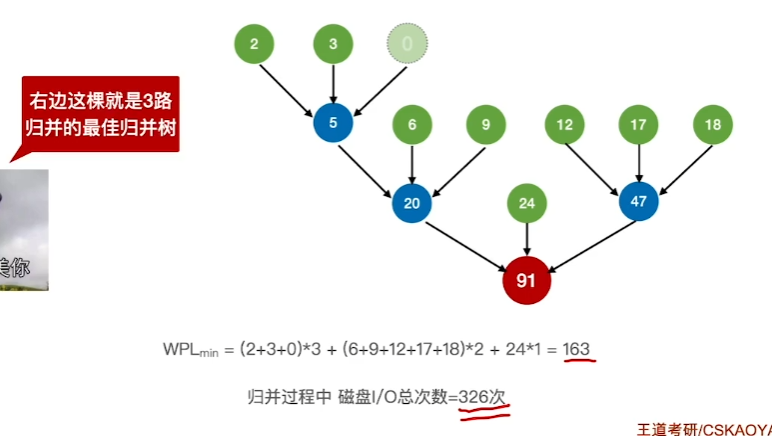 2 3 0
右边这棵就是3路
归并的最佳归并树
5 6 9 12 17 18
20 24 47
美你
91
WPLmin = (2+3+0)*3 + (6+9+12+17+18)*2 + 24*1 = 163
归并过程中 磁盘I/O总次数=326次
王道考研/CSKAOYA